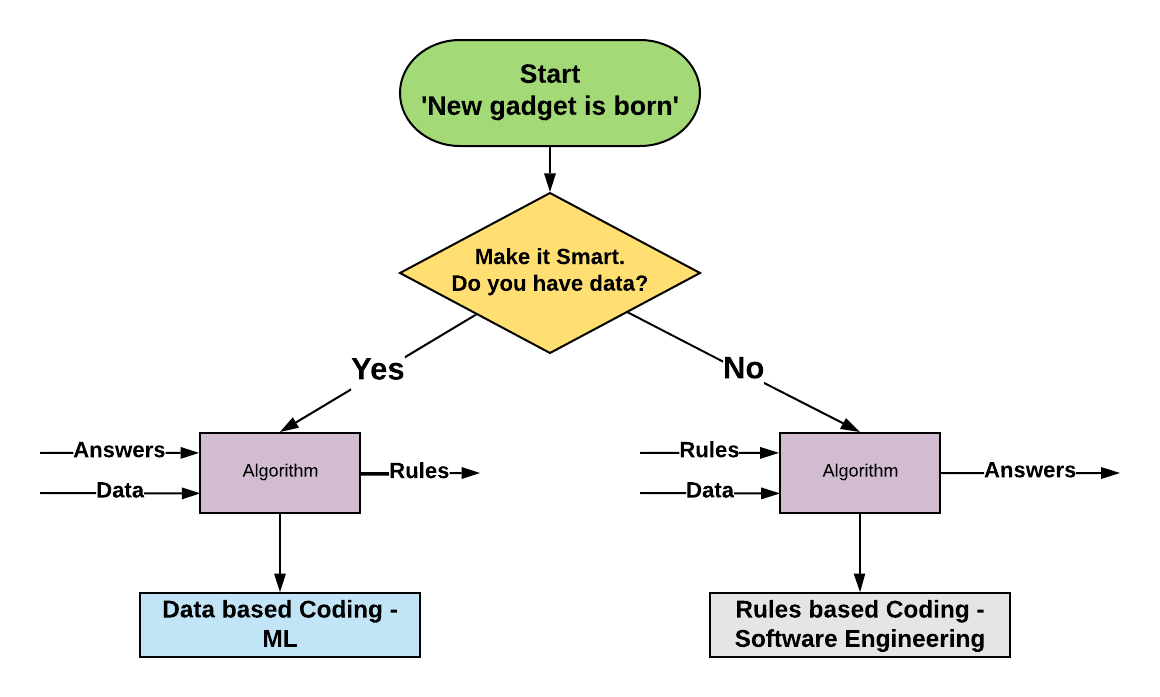 Start
'New gadget is born'
Make it Smart.
Do you have data?
Yes
No
Answers
Data
Algorithm
Rules
Rules
Data
Algorithm
Answers
Data based Coding -
ML
Rules based Coding -
Software Engineering